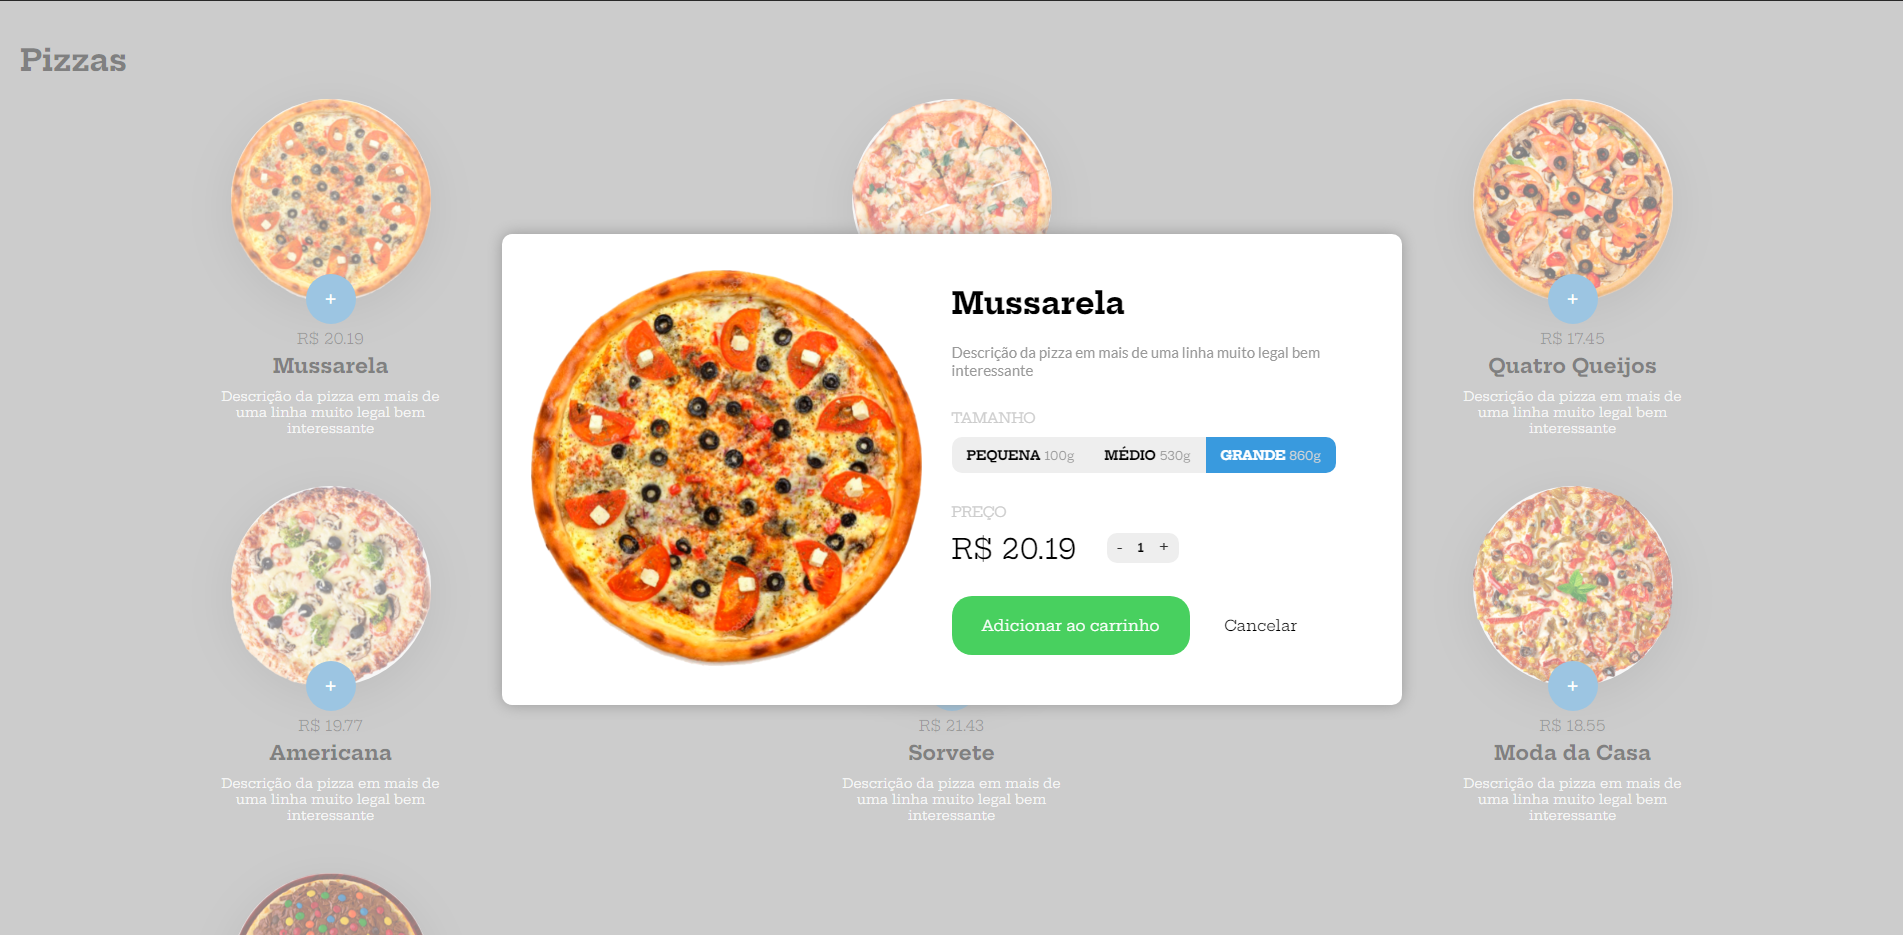 Pizzas
+
R$ 20.19
Mussarela
Descrição da pizza em mais de
uma linha muito legal bem
interessante
+
R$ 17.45
Quatro Queijos
Descrição da pizza em mais de
uma linha muito legal bem
interessante
Mussarela
Descrição da pizza em mais de uma linha muito legal bem
interessante
TAMANHO
PEQUENA 100g MÉDIO 530g GRANDE 860g
PREÇO
R$ 20.19 - 1 +
Adicionar ao carrinho Cancelar
+
R$ 19.77
Americana
Descrição da pizza em mais de
uma linha muito legal bem
interessante
R$ 21.43
Sorvete
Descrição da pizza em mais de
uma linha muito legal bem
interessante
+
R$ 18.55
Moda da Casa
Descrição da pizza em mais de
uma linha muito legal bem
interessante